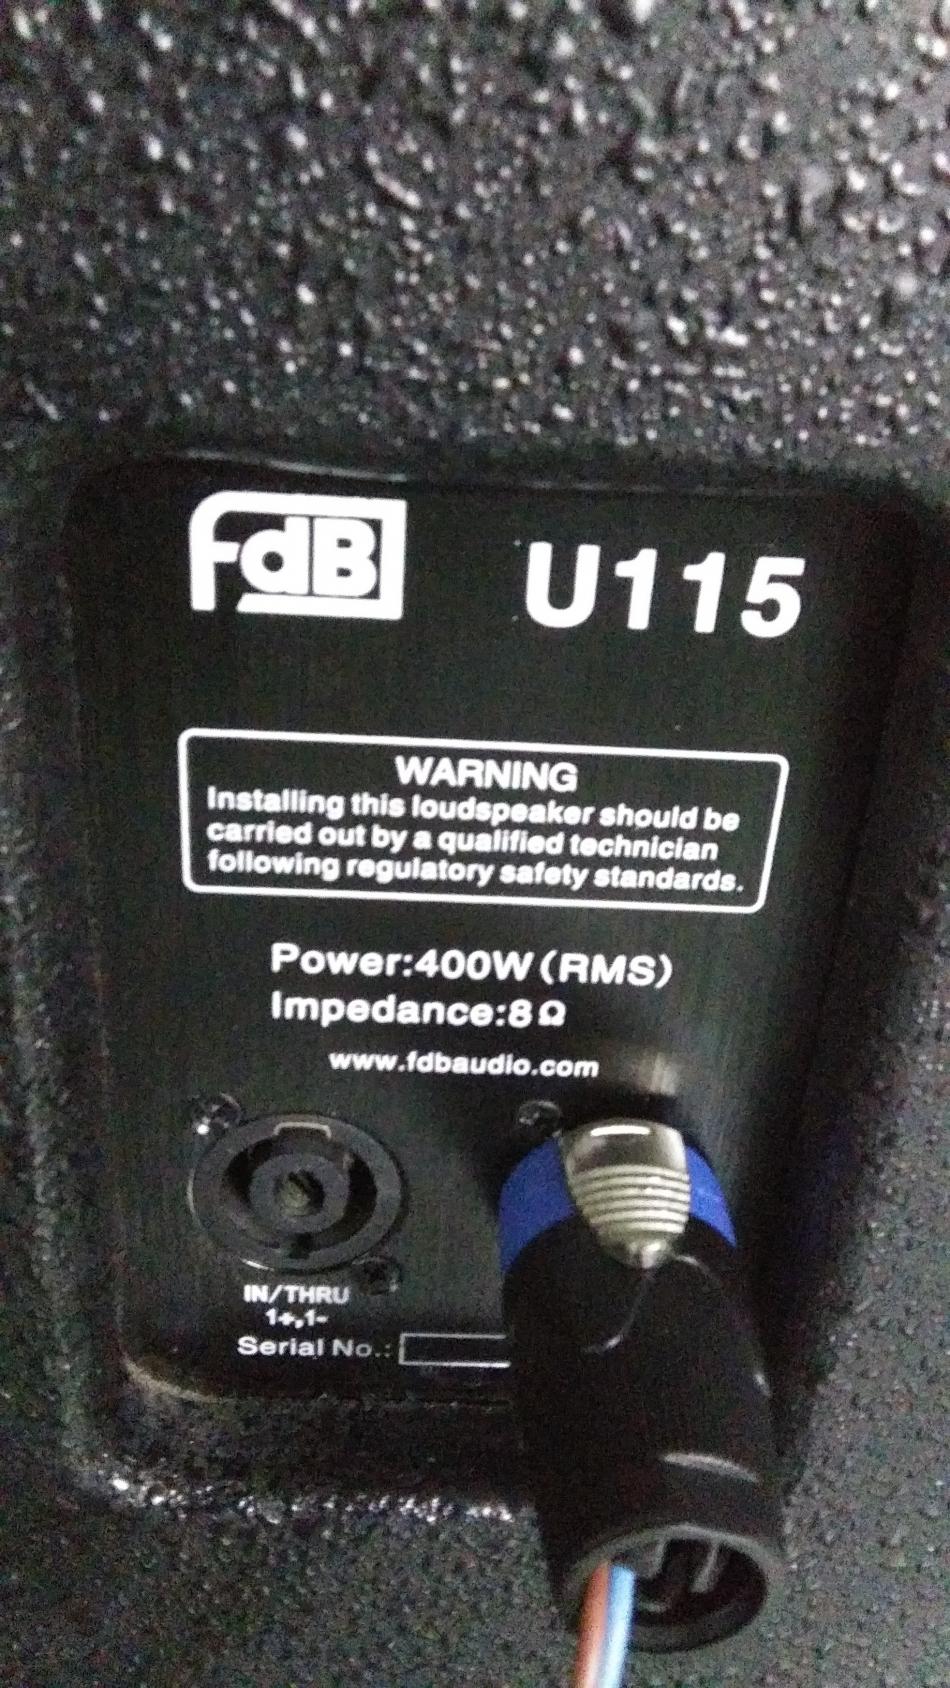 FdB
U115
WARNING
Installing this loudspeaker should be
carried out by a qualified technician
following regulatory safety standards.
Power:400W(RMS)
Impedance:8Ω
www.fdbaudio.com
IN/THRU
1+,1-
Serial No.: